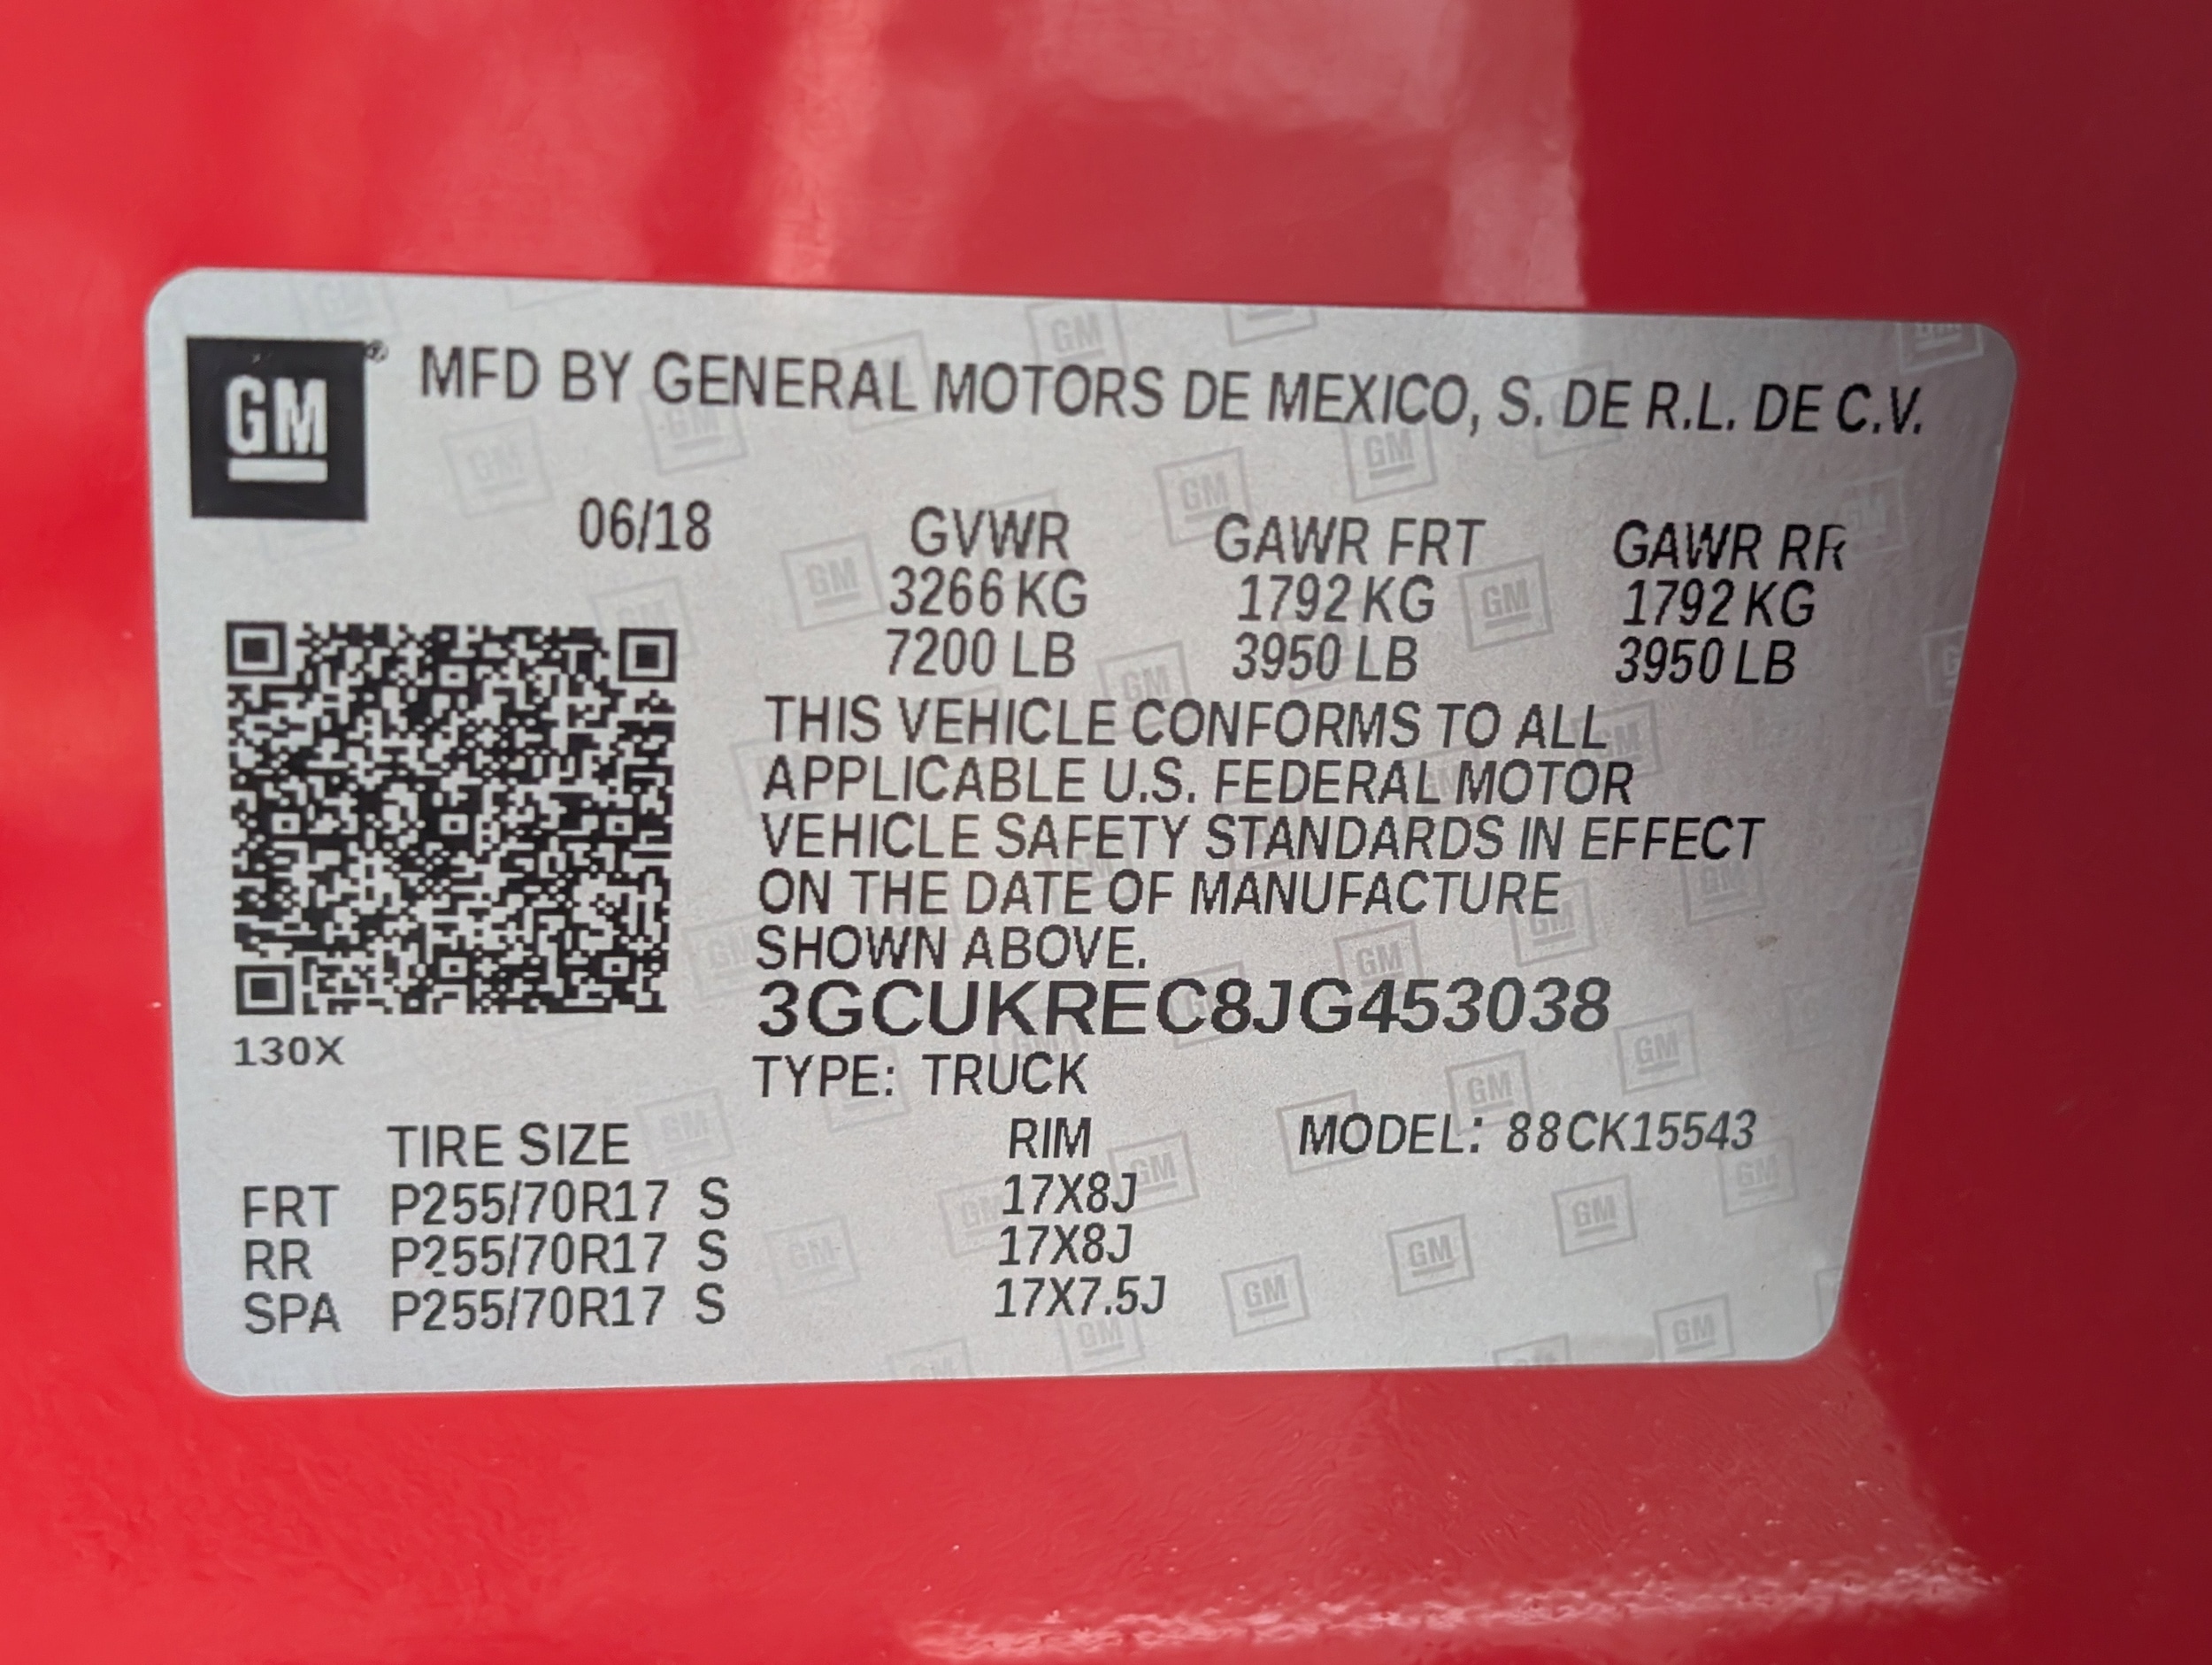 GM ® MFD BY GENERAL MOTORS DE MEXICO, S. DE R.L. DE C.V.
06/18 GVWR GAWR FRT GAWR RR
3266 KG 1792 KG 1792 KG
7200 LB 3950 LB 3950 LB
THIS VEHICLE CONFORMS TO ALL
APPLICABLE U.S. FEDERAL MOTOR
VEHICLE SAFETY STANDARDS IN EFFECT
ON THE DATE OF MANUFACTURE
SHOWN ABOVE.
3GCUKREC8JG453038
130X
TYPE: TRUCK
TIRE SIZE RIM MODEL: 88CK15543
FRT P255/70R17 S 17X8J
RR P255/70R17 S 17X8J
SPA P255/70R17 S 17X7.5J